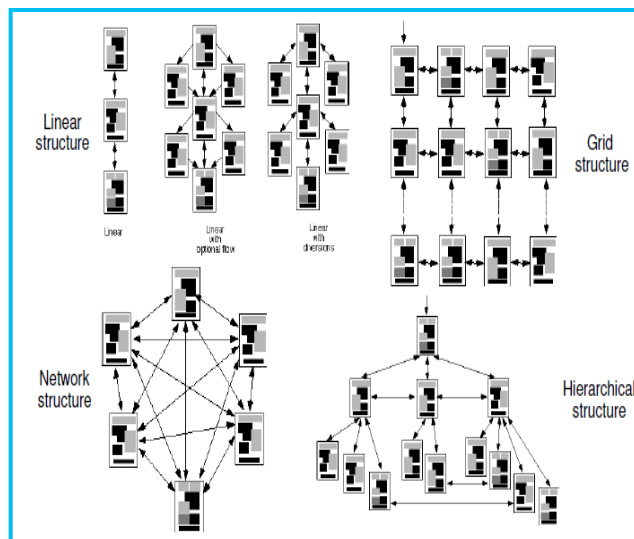 Linear
structure
Linear
Linear
with
optional flow
Linear
with
diversions
Grid
structure
Network
structure
Hierarchical
structure